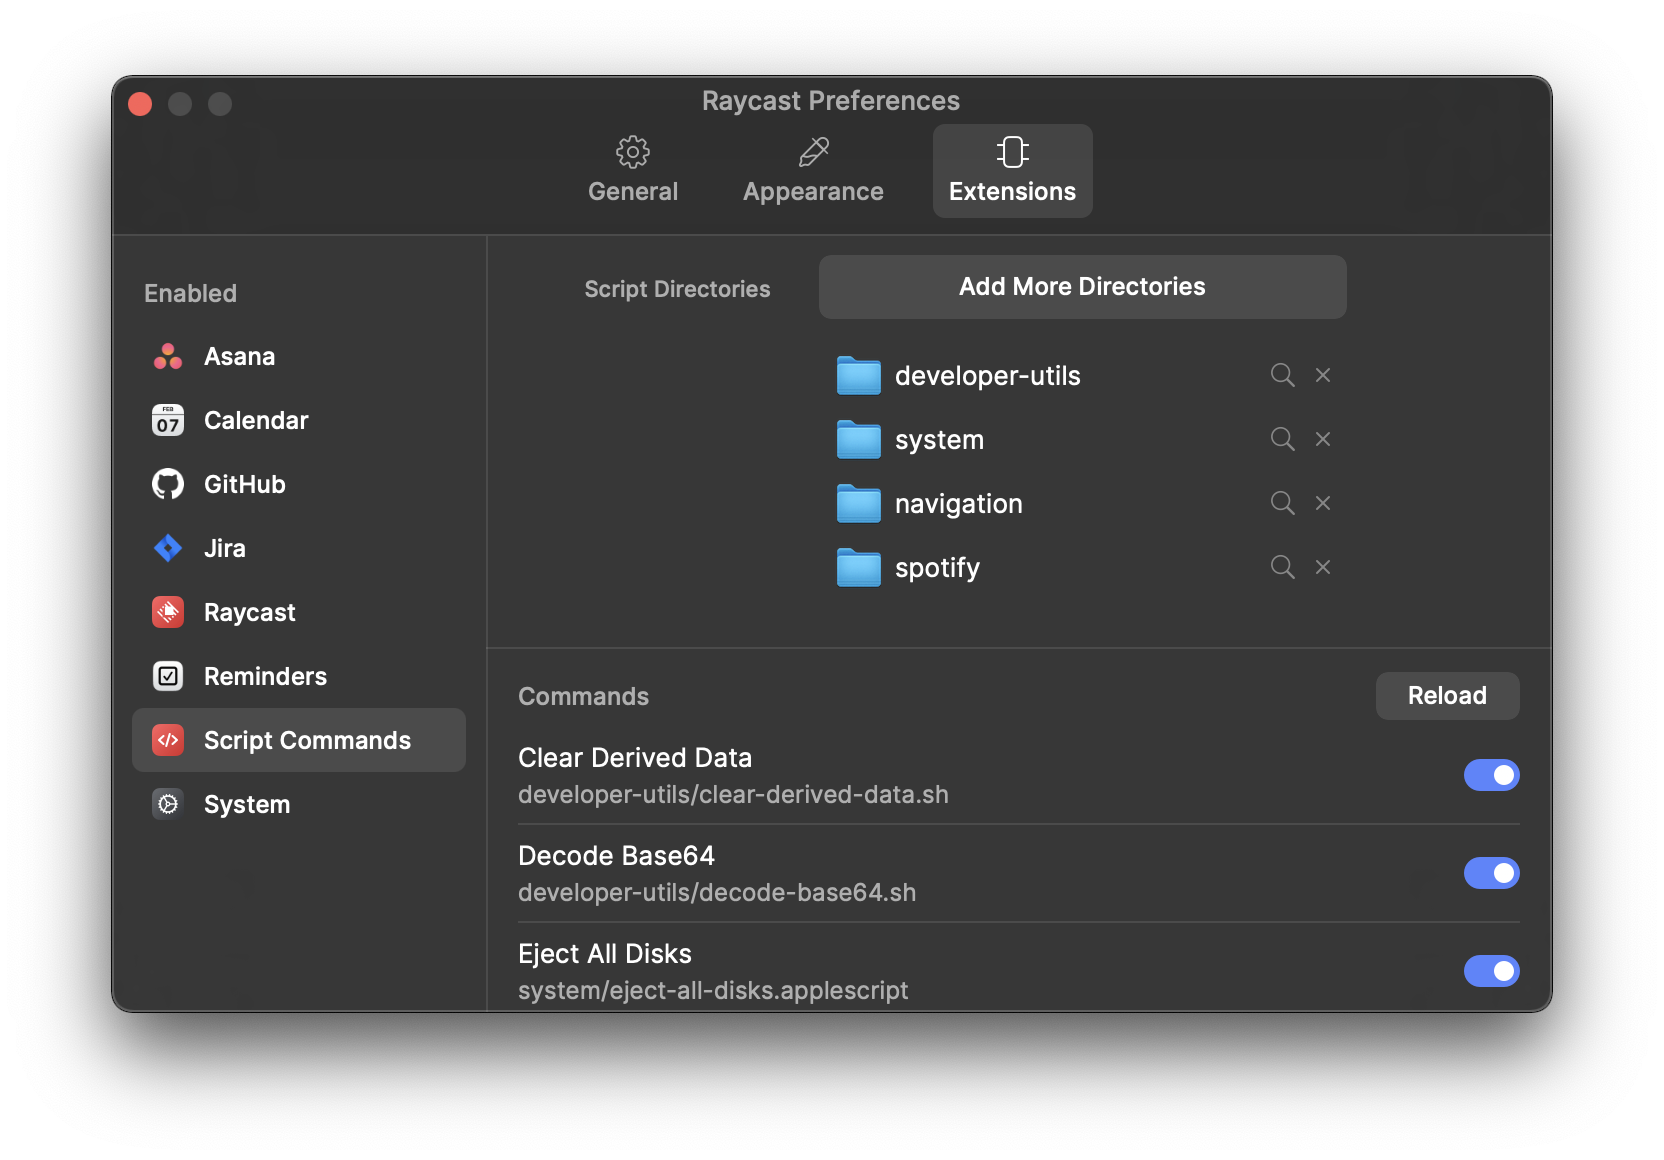 Raycast Preferences
General
Appearance
Extensions
Enabled
Asana
FEB
07
Calendar
GitHub
Jira
Raycast
Reminders
Script Commands
System
Script Directories
Add More Directories
developer-utils
system
navigation
spotify
Commands
Reload
Clear Derived Data
developer-utils/clear-derived-data.sh
Decode Base64
developer-utils/decode-base64.sh
Eject All Disks
system/eject-all-disks.applescript